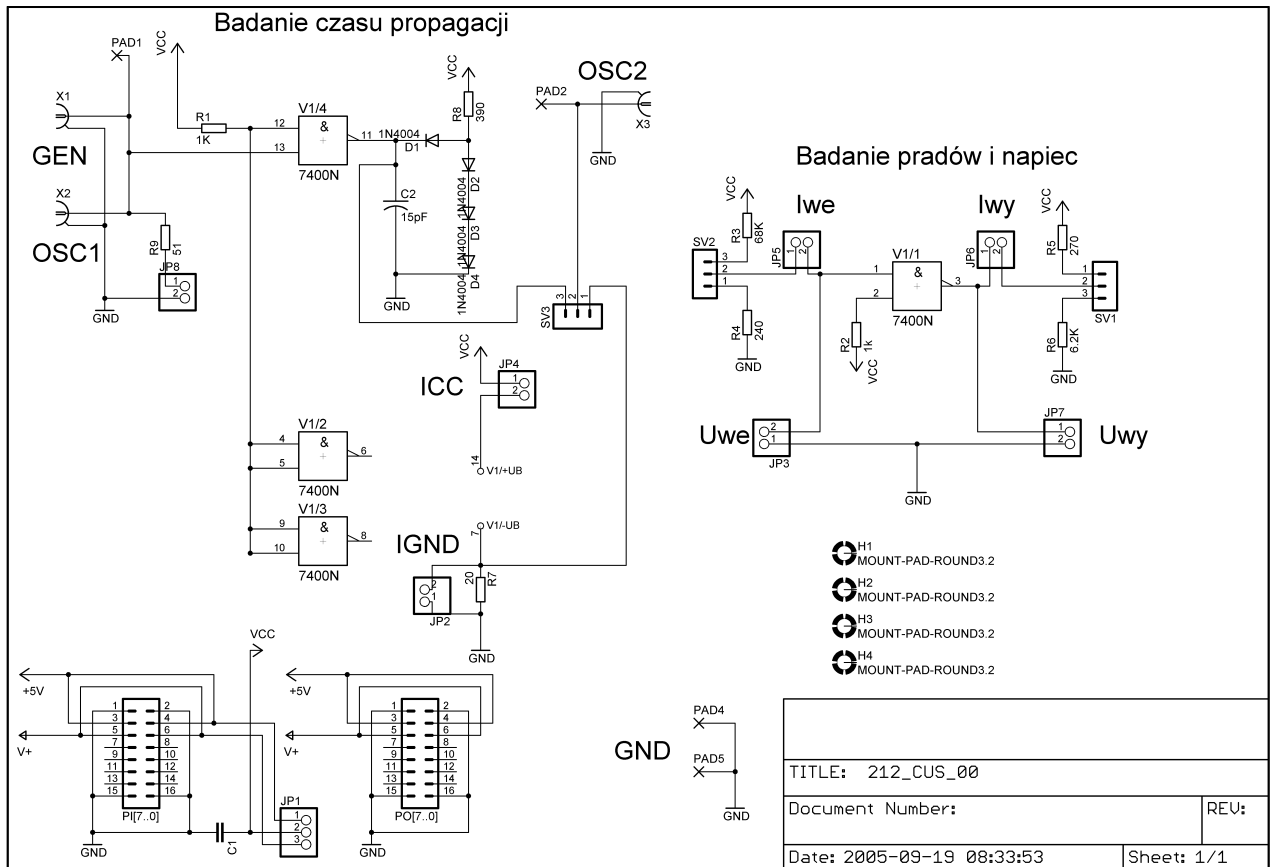 Badanie czasu propagacji
PAD1
VCC
X1
GEN
X2
OSC1
R1
1K
12
13
V1/4
&
7400N
11
1N4004
D1
VCC
R8
390
1N4004
D2
1N4004
D3
1N4004
D4
C2
15pF
GND
R9
51
JP8
1
2
GND
PAD2
OSC2
X3
GND
SV3
3
2
1
VCC
ICC
JP4
1
2
14
V1/+UB
V1/2
4
5
&
6
7400N
V1/3
9
10
&
8
7400N
7
V1/-UB
IGND
2
1
JP2
20
R7
GND
Badanie pradów i napiec
VCC
R3
68K
SV2
3
2
1
R4
240
GND
Iwe
JP5
1
2
V1/1
1
2
&
3
7400N
R2
1k
VCC
Iwy
JP6
1
2
VCC
R5
270
1
2
3
SV1
R6
6.2K
GND
Uwe
2
1
JP3
GND
JP7
1
2
Uwy
H1
MOUNT-PAD-ROUND3.2
H2
MOUNT-PAD-ROUND3.2
H3
MOUNT-PAD-ROUND3.2
H4
MOUNT-PAD-ROUND3.2
+5V
V+
1 2
3 4
5 6
7 8
9 10
11 12
13 14
15 16
PI[7..0]
GND
C1
VCC
JP1
1
2
3
+5V
V+
1 2
3 4
5 6
7 8
9 10
11 12
13 14
15 16
PO[7..0]
GND
GND
PAD4
PAD5
GND
TITLE: 212_CUS_00
Document Number:
REV:
Date: 2005-09-19 08:33:53
Sheet: 1/1